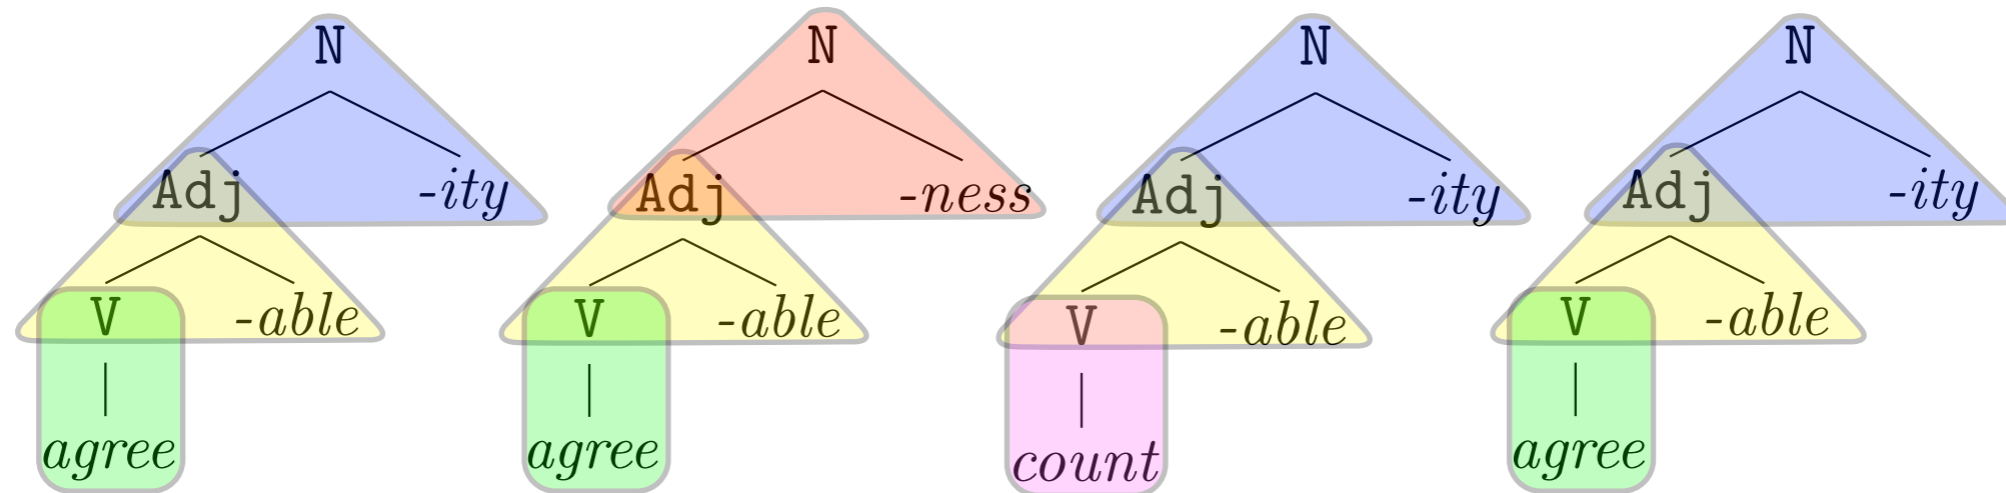 N N N N
Adj -ity Adj -ness Adj -ity Adj -ity
V -able V -able V -able V -able
agree agree count agree